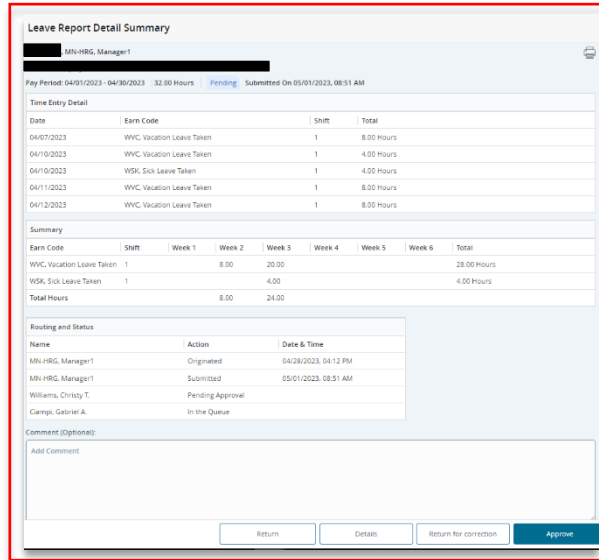 Leave Report Detail Summary
, MN-HRG, Manager1
Pay Period: 04/01/2023 - 04/30/2023 32.00 Hours Pending Submitted On 05/01/2023, 08:51 AM
Time Entry Detail
Date Earn Code Shift Total
04/07/2023 WVC, Vacation Leave Taken 1 8.00 Hours
04/10/2023 WVC, Vacation Leave Taken 1 4.00 Hours
04/10/2023 WSK, Sick Leave Taken 1 4.00 Hours
04/11/2023 WVC, Vacation Leave Taken 1 8.00 Hours
04/12/2023 WVC, Vacation Leave Taken 1 8.00 Hours
Summary
Earn Code Shift Week 1 Week 2 Week 3 Week 4 Week 5 Week 6 Total
WVC, Vacation Leave Taken 1 8.00 20.00 28.00 Hours
WSK, Sick Leave Taken 1 4.00 4.00 Hours
Total Hours 8.00 24.00
Routing and Status
Name Action Date & Time
MN-HRG, Manager1 Originated 04/28/2023, 04:12 PM
MN-HRG, Manager1 Submitted 05/01/2023, 08:51 AM
Williams, Christy T. Pending Approval
Ciampi, Gabriel A. In the Queue
Comment (Optional):
Add Comment
Return Details Return for correction Approve